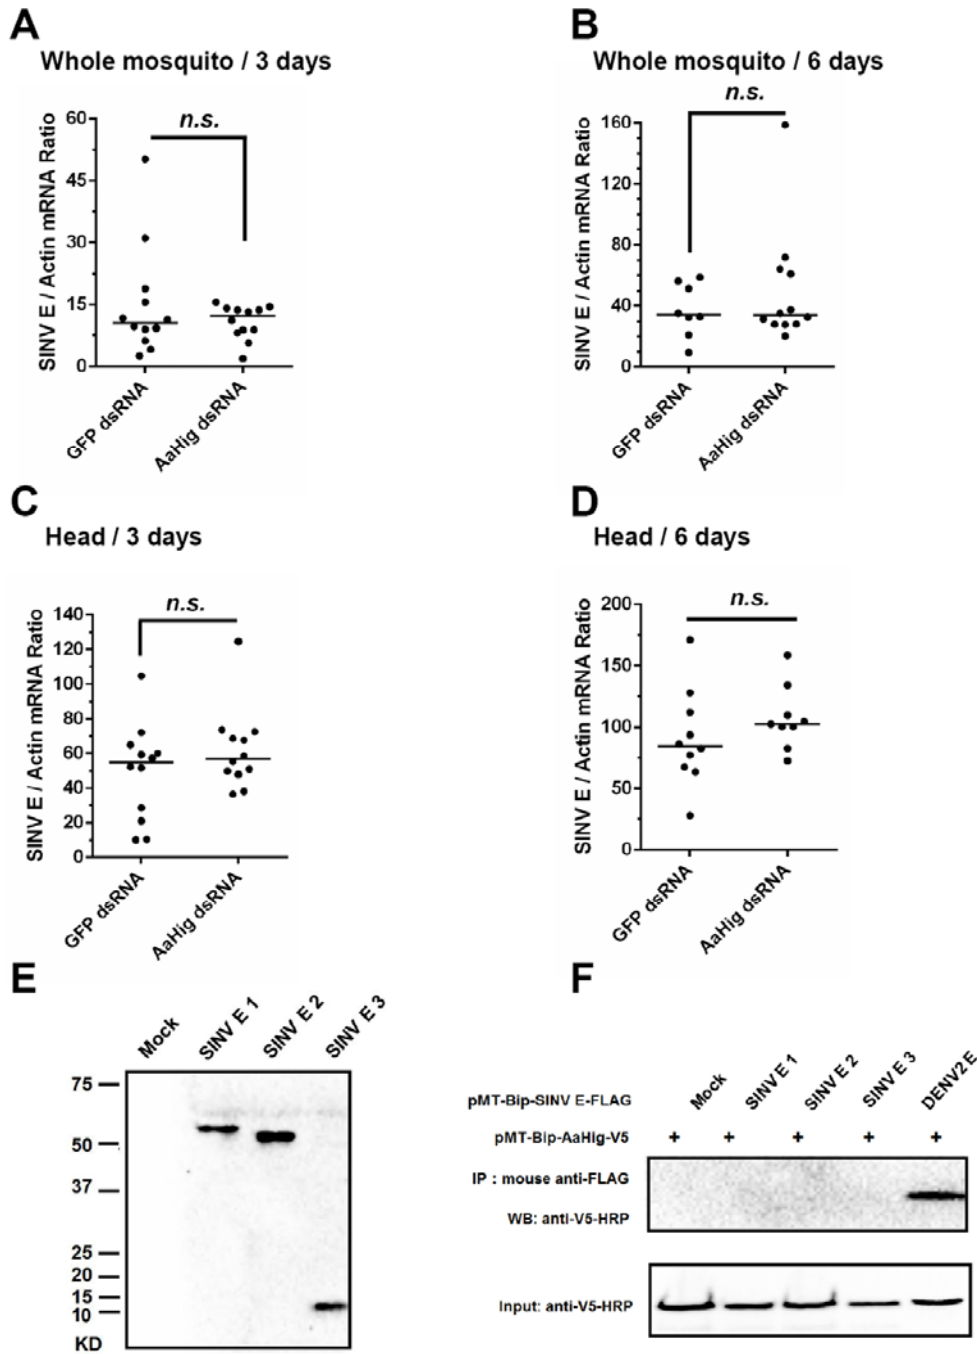 A
Whole mosquito / 3 days
SINV E / Actin mRNA Ratio
60
45
30
15
0
n.s.
GFP dsRNA
AaHig dsRNA
B
Whole mosquito / 6 days
SINV E / Actin mRNA Ratio
160
120
80
40
0
n.s.
GFP dsRNA
AaHig dsRNA
C
Head / 3 days
SINV E / Actin mRNA Ratio
140
120
100
80
60
40
20
0
n.s.
GFP dsRNA
AaHig dsRNA
D
Head / 6 days
SINV E / Actin mRNA Ratio
200
150
100
50
0
n.s.
GFP dsRNA
AaHig dsRNA
E
Mock
SINV E 1
SINV E 2
SINV E 3
75
50
37
25
20
15
10
KD
F
Mock
SINV E 1
SINV E 2
SINV E 3
DENV2 E
pMT-Bip-SINV E-FLAG
pMT-Bip-AaHig-V5 + + + + +
IP : mouse anti-FLAG
WB: anti-V5-HRP
Input: anti-V5-HRP